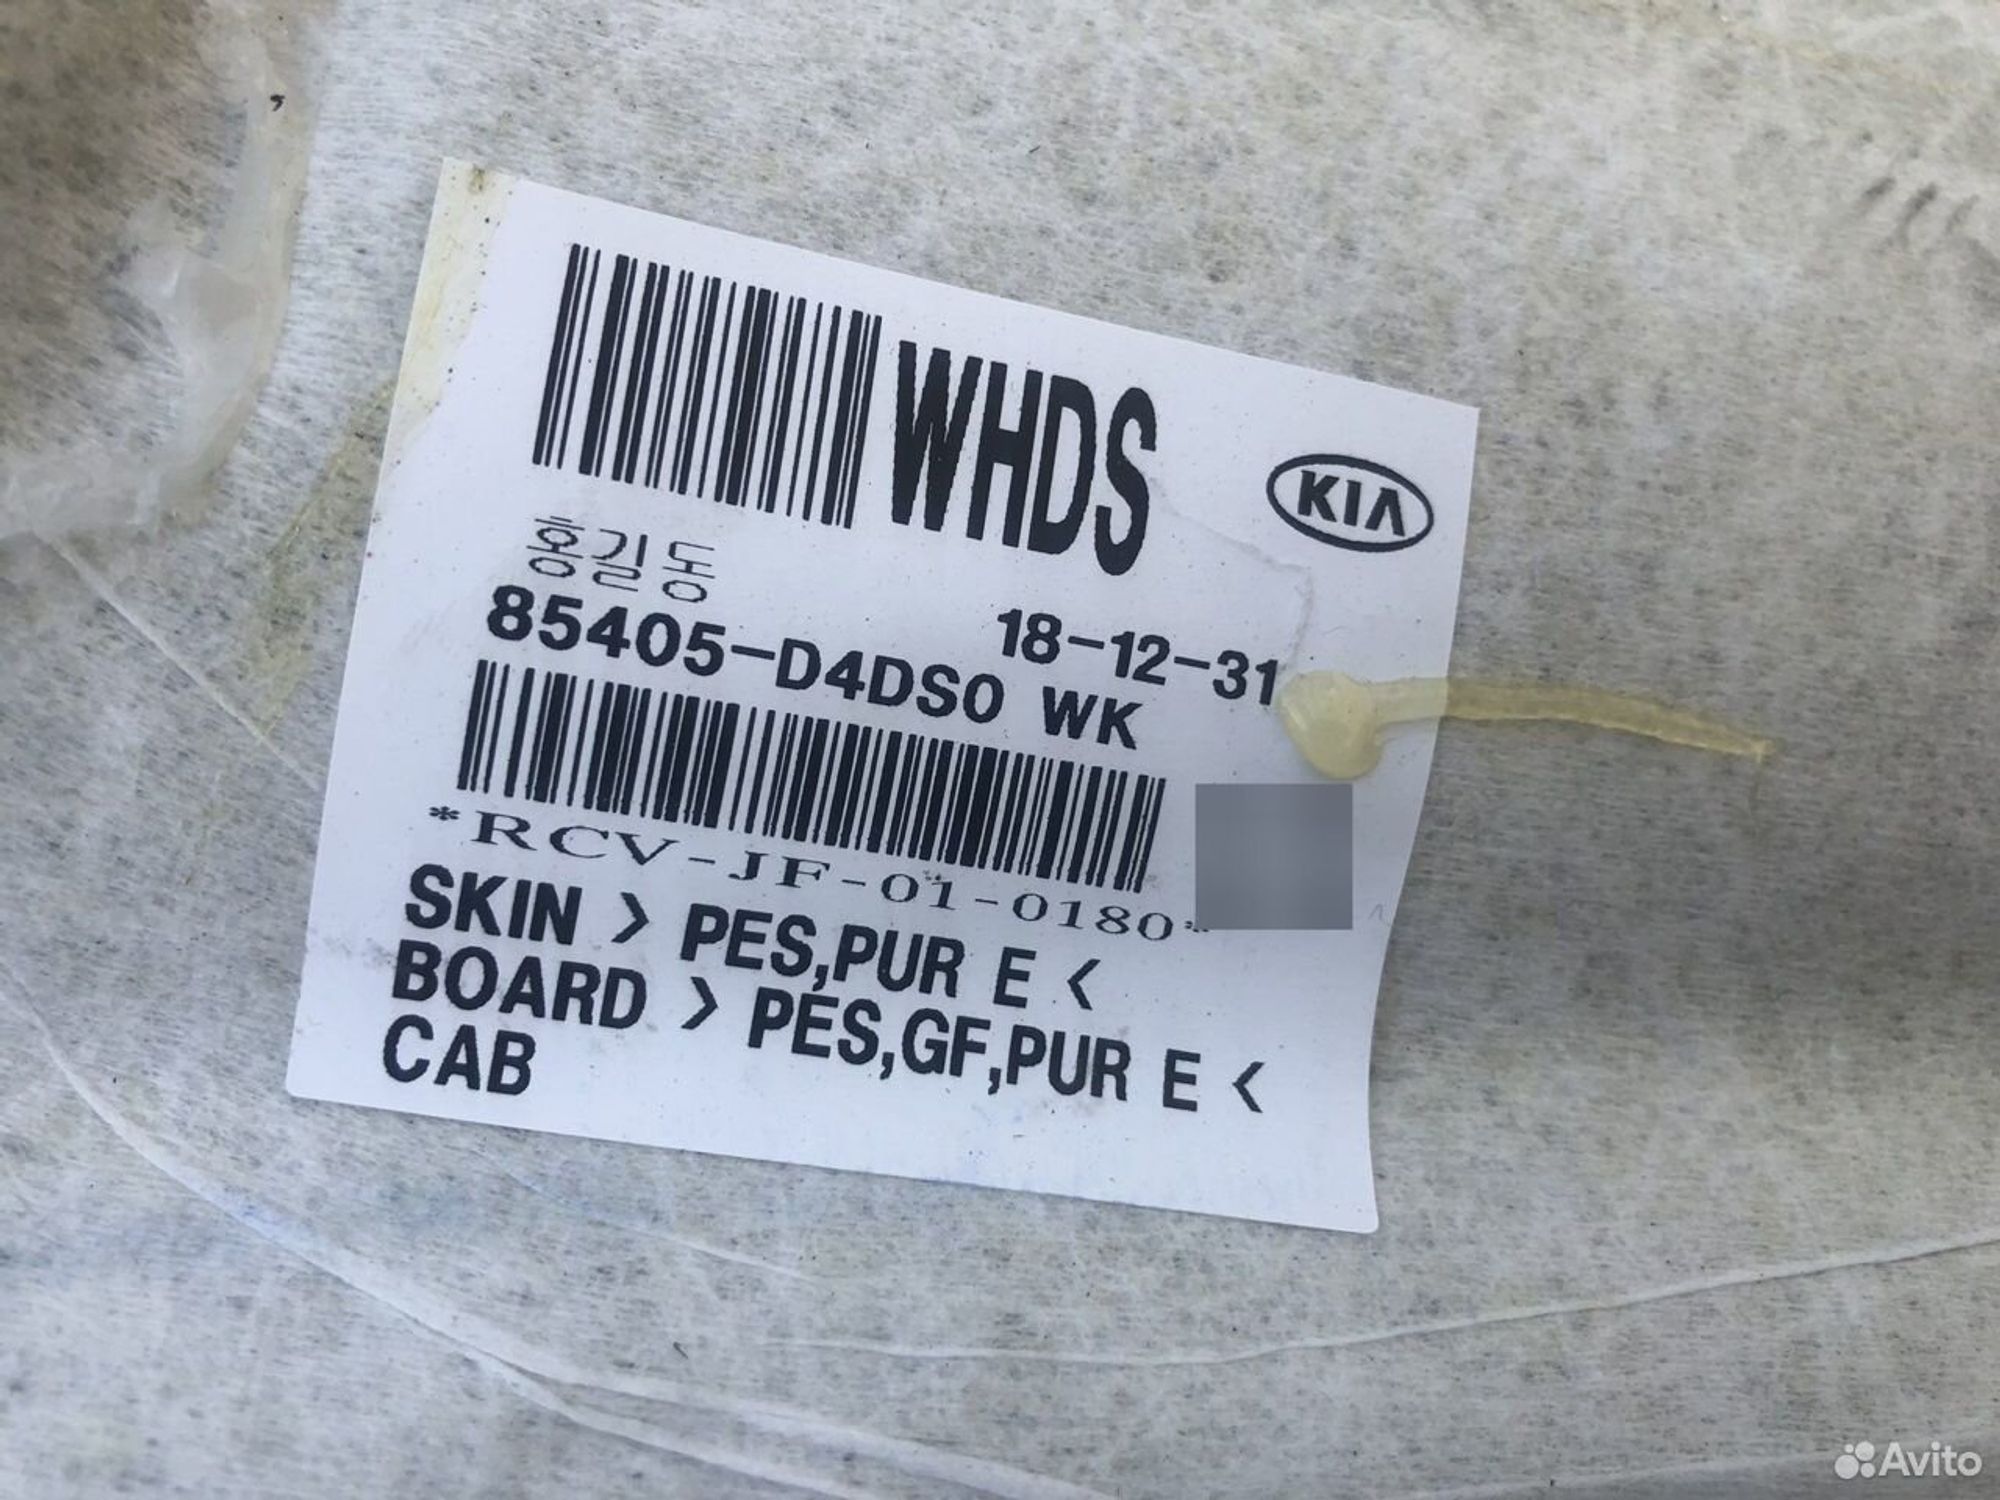 WHDS
KIA
홍길동
18-12-31
85405-D4DS0 WK
*RCV-JF-01-0180*
SKIN > PES,PUR E <
BOARD > PES,GF,PUR E <
CAB
Avito